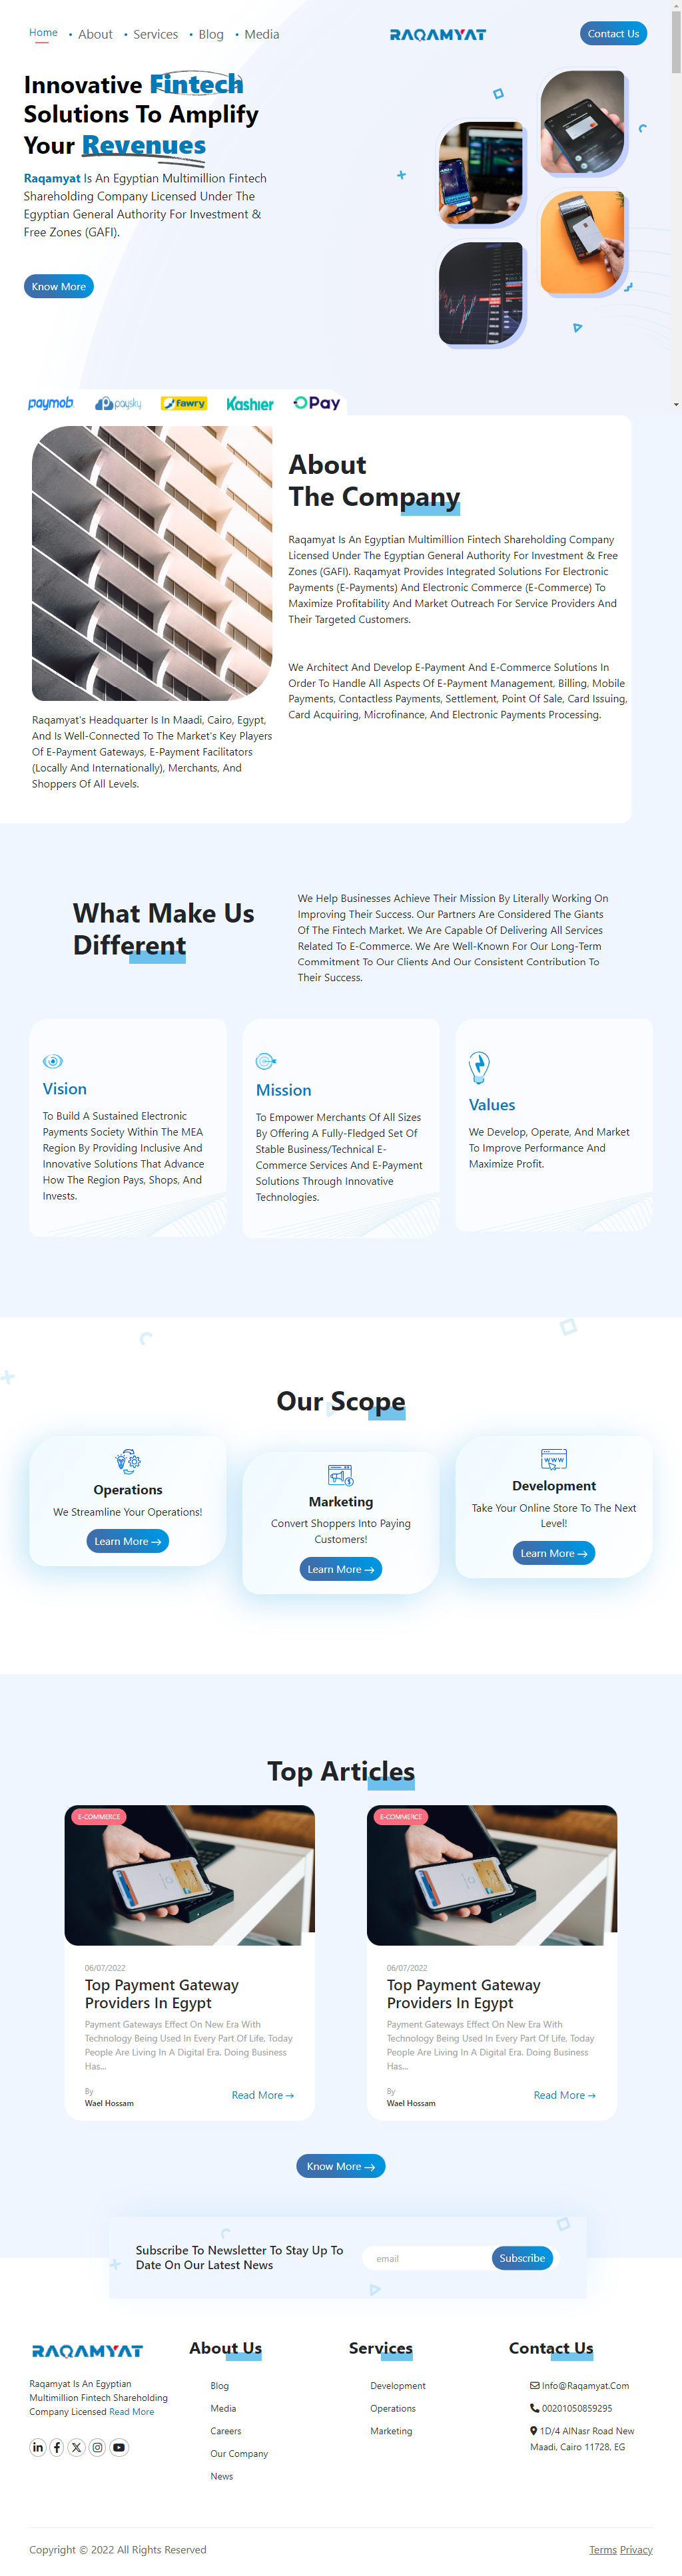 Home • About • Services • Blog • Media
RAQAMYAT
Contact Us
Innovative Fintech
Solutions To Amplify
Your Revenues
Raqamyat Is An Egyptian Multimillion Fintech
Shareholding Company Licensed Under The
Egyptian General Authority For Investment &
Free Zones (GAFI).
Know More
paymob paysky fawry Kashier OPay
About
The Company
Raqamyat Is An Egyptian Multimillion Fintech Shareholding Company
Licensed Under The Egyptian General Authority For Investment & Free
Zones (GAFI). Raqamyat Provides Integrated Solutions For Electronic
Payments (E-Payments) And Electronic Commerce (E-Commerce) To
Maximize Profitability And Market Outreach For Service Providers And
Their Targeted Customers.
We Architect And Develop E-Payment And E-Commerce Solutions In
Order To Handle All Aspects Of E-Payment Management, Billing, Mobile
Payments, Contactless Payments, Settlement, Point Of Sale, Card Issuing,
Card Acquiring, Microfinance, And Electronic Payments Processing.
Raqamyat's Headquarter Is In Maadi, Cairo, Egypt,
And Is Well-Connected To The Market's Key Players
Of E-Payment Gateways, E-Payment Facilitators
(Locally And Internationally), Merchants, And
Shoppers Of All Levels.
What Make Us
Different
We Help Businesses Achieve Their Mission By Literally Working On
Improving Their Success. Our Partners Are Considered The Giants
Of The Fintech Market. We Are Capable Of Delivering All Services
Related To E-Commerce. We Are Well-Known For Our Long-Term
Commitment To Our Clients And Our Consistent Contribution To
Their Success.
Vision
To Build A Sustained Electronic
Payments Society Within The MEA
Region By Providing Inclusive And
Innovative Solutions That Advance
How The Region Pays, Shops, And
Invests.
Mission
To Empower Merchants Of All Sizes
By Offering A Fully-Fledged Set Of
Stable Business/Technical E-
Commerce Services And E-Payment
Solutions Through Innovative
Technologies.
Values
We Develop, Operate, And Market
To Improve Performance And
Maximize Profit.
Our Scope
Operations
We Streamline Your Operations!
Learn More →
Marketing
Convert Shoppers Into Paying
Customers!
Learn More →
WWW
Development
Take Your Online Store To The Next
Level!
Learn More →
Top Articles
E-COMMERCE
06/07/2022
Top Payment Gateway
Providers In Egypt
Payment Gateways Effect On New Era With
Technology Being Used In Every Part Of Life, Today
People Are Living In A Digital Era. Doing Business
Has...
By
Wael Hossam
Read More →
E-COMMERCE
06/07/2022
Top Payment Gateway
Providers In Egypt
Payment Gateways Effect On New Era With
Technology Being Used In Every Part Of Life, Today
People Are Living In A Digital Era. Doing Business
Has...
By
Wael Hossam
Read More →
Know More →
Subscribe To Newsletter To Stay Up To
Date On Our Latest News
email
Subscribe
RAQAMYAT
Raqamyat Is An Egyptian
Multimillion Fintech Shareholding
Company Licensed Read More
About Us
Blog
Media
Careers
Our Company
News
Services
Development
Operations
Marketing
Contact Us
Info@Raqamyat.Com
00201050859295
1D/4 AlNasr Road New
Maadi, Cairo 11728, EG
Copyright © 2022 All Rights Reserved
Terms Privacy